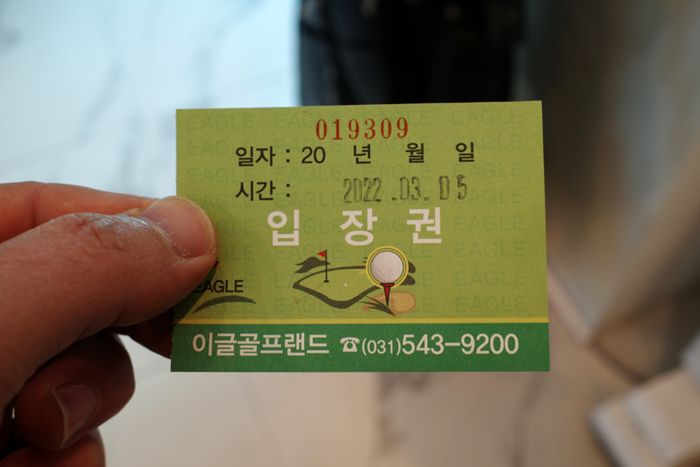 019309
일자 : 20 년 월 일
시간 : 2022 .03. 05
입 장 권
EAGLE
이글골프랜드 ☎(031)543-9200